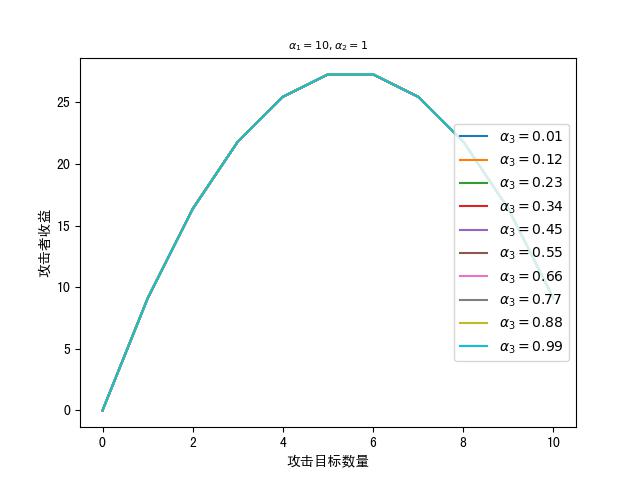 α₁ = 10, α₂ = 1
攻击者收益
25
20
15
10
5
0
0 2 4 6 8 10
攻击目标数量
α₃ = 0.01
α₃ = 0.12
α₃ = 0.23
α₃ = 0.34
α₃ = 0.45
α₃ = 0.55
α₃ = 0.66
α₃ = 0.77
α₃ = 0.88
α₃ = 0.99